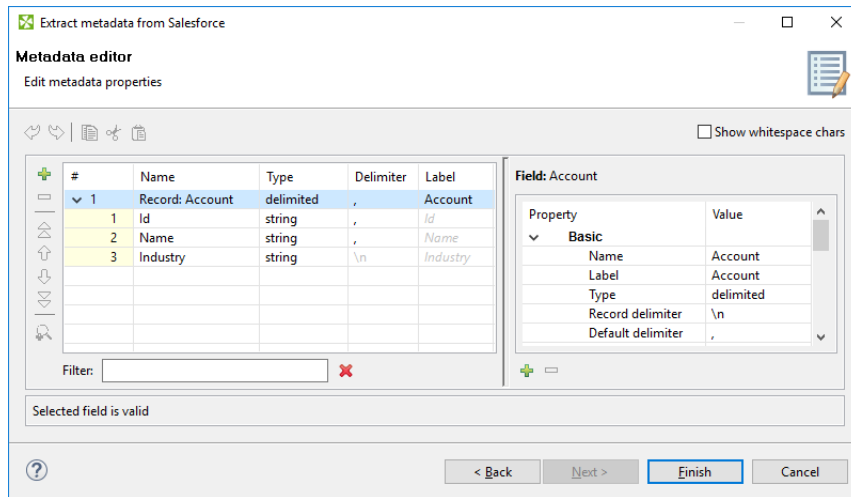 Extract metadata from Salesforce
Metadata editor
Edit metadata properties
Show whitespace chars
# Name Type Delimiter Label
1 Record: Account delimited , Account
1 Id string , Id
2 Name string , Name
3 Industry string \n Industry
Filter:
Field: Account
Property Value
Basic
Name Account
Label Account
Type delimited
Record delimiter \n
Default delimiter ,
Selected field is valid
? < Back Next > Finish Cancel